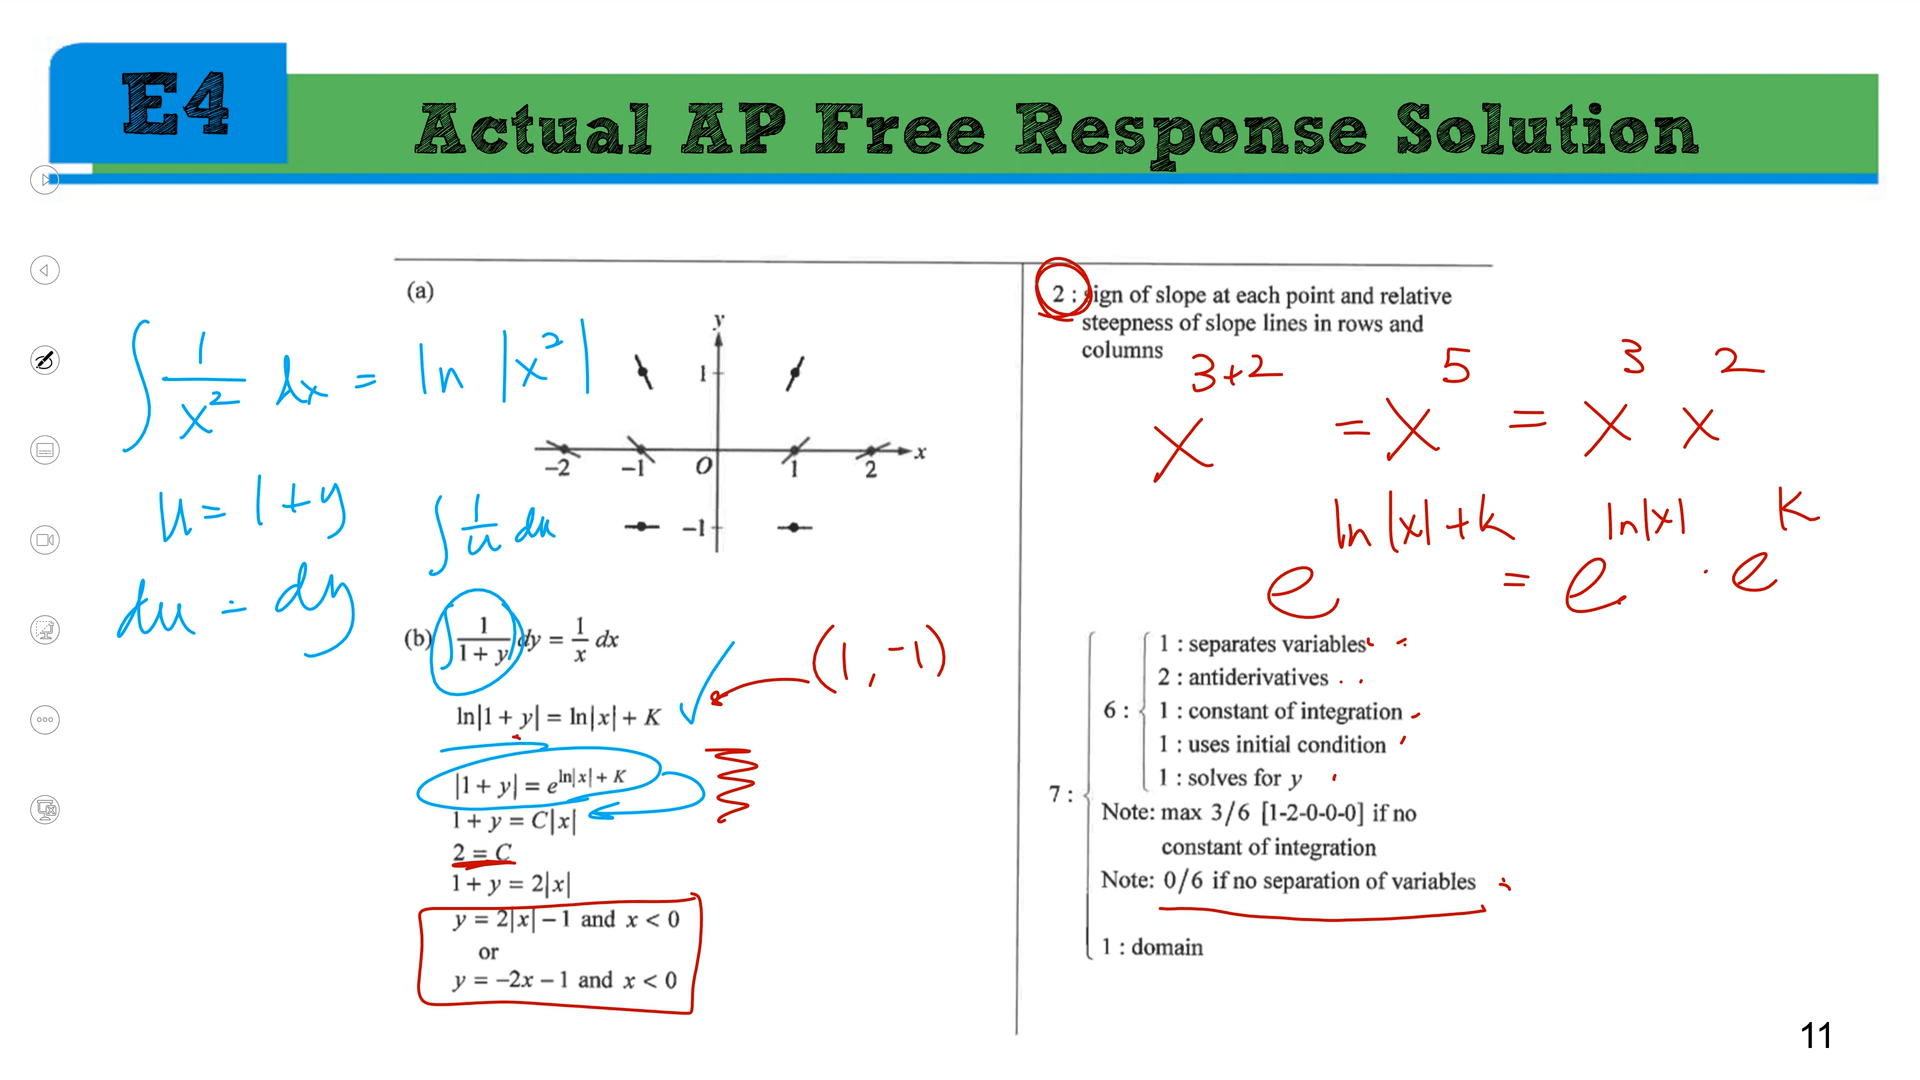 E4
Actual AP Free Response Solution
(a)
y
1
-2
-1
O
1
2
x
-1
∫ 1/x² dx = ln |x²|
u = 1 + y
∫ 1/u du
du = dy
(b) ∫ 1/(1 + y) dy = 1/x dx
(1, -1)
ln|1 + y| = ln|x| + K
|1 + y| = e^(ln|x| + K)
1 + y = C|x|
2 = C
1 + y = 2|x|
y = 2|x| – 1 and x < 0
or
y = –2x – 1 and x < 0
2 : sign of slope at each point and relative
steepness of slope lines in rows and
columns
x^(3+2) = x^5 = x^3 x^2
e^(ln|x| + k) = e^(ln|x|) · e^K
7 :
6 :
1 : separates variables
2 : antiderivatives
1 : constant of integration
1 : uses initial condition
1 : solves for y
Note: max 3/6 [1-2-0-0-0] if no
constant of integration
Note: 0/6 if no separation of variables
1 : domain
11